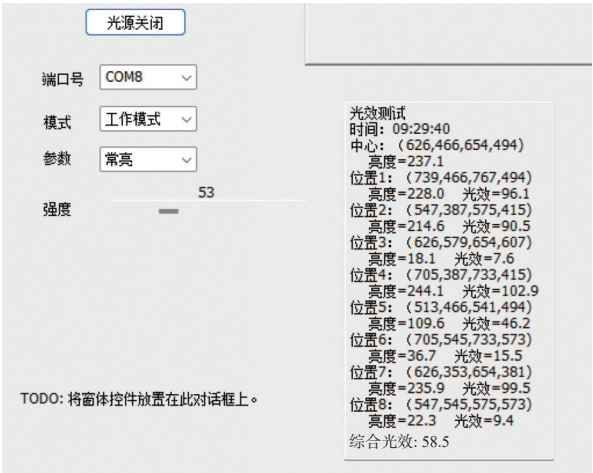 光源关闭
端口号 COM8
模式 工作模式
参数 常亮
53
强度
TODO: 将窗体控件放置在此对话框上。
光效测试
时间: 09:29:40
中心: (626,466,654,494)
亮度=237.1
位置1: (739,466,767,494)
亮度=228.0 光效=96.1
位置2: (547,387,575,415)
亮度=214.6 光效=90.5
位置3: (626,579,654,607)
亮度=18.1 光效=7.6
位置4: (705,387,733,415)
亮度=244.1 光效=102.9
位置5: (513,466,541,494)
亮度=109.6 光效=46.2
位置6: (705,545,733,573)
亮度=36.7 光效=15.5
位置7: (626,353,654,381)
亮度=235.9 光效=99.5
位置8: (547,545,575,573)
亮度=22.3 光效=9.4
综合光效: 58.5